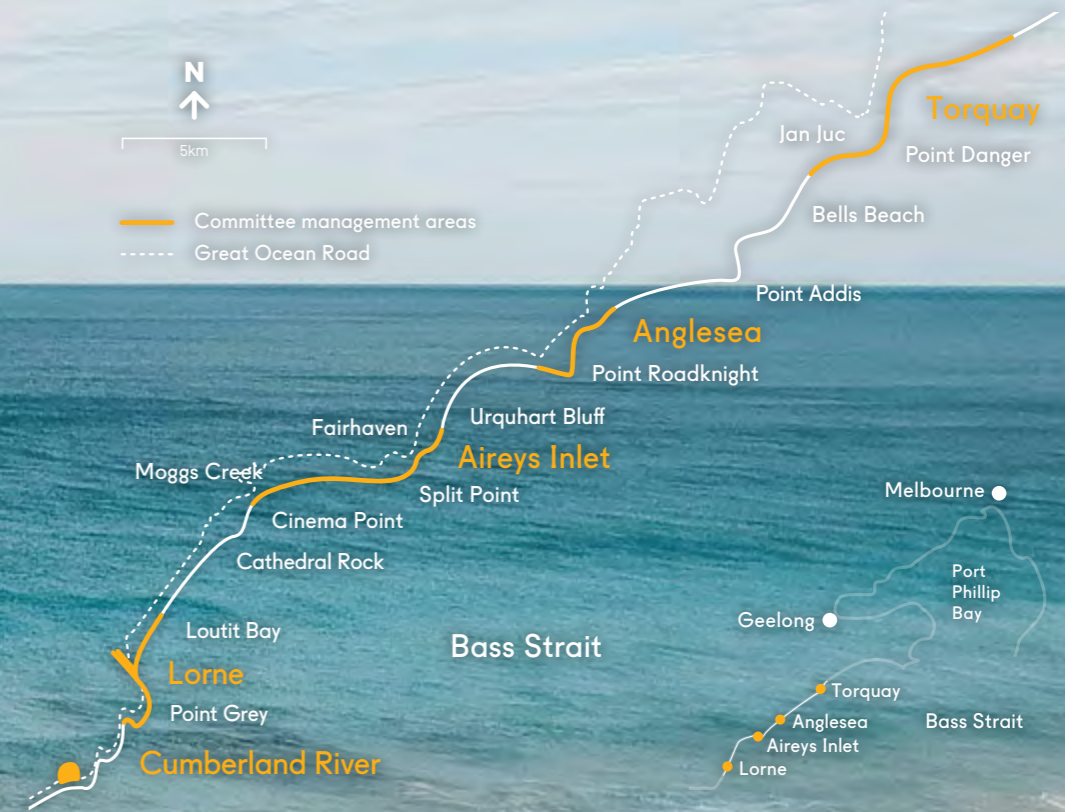 N
5km
Committee management areas
Great Ocean Road
Torquay
Jan Juc
Point Danger
Bells Beach
Point Addis
Anglesea
Point Roadknight
Urquhart Bluff
Fairhaven
Aireys Inlet
Moggs Creek
Split Point
Cinema Point
Cathedral Rock
Loutit Bay
Bass Strait
Lorne
Point Grey
Cumberland River
Melbourne
Port
Phillip
Bay
Geelong
Torquay
Anglesea
Bass Strait
Aireys Inlet
Lorne